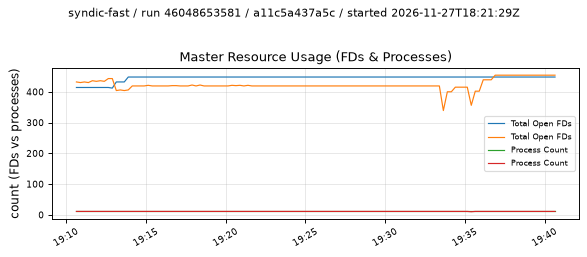 syndic-fast / run 46048653581 / a11c5a437a5c / started 2026-11-27T18:21:29Z
Master Resource Usage (FDs & Processes)
count (FDs vs processes)
400
300
200
100
0
Total Open FDs
Total Open FDs
Process Count
Process Count
19:10
19:15
19:20
19:25
19:30
19:35
19:40